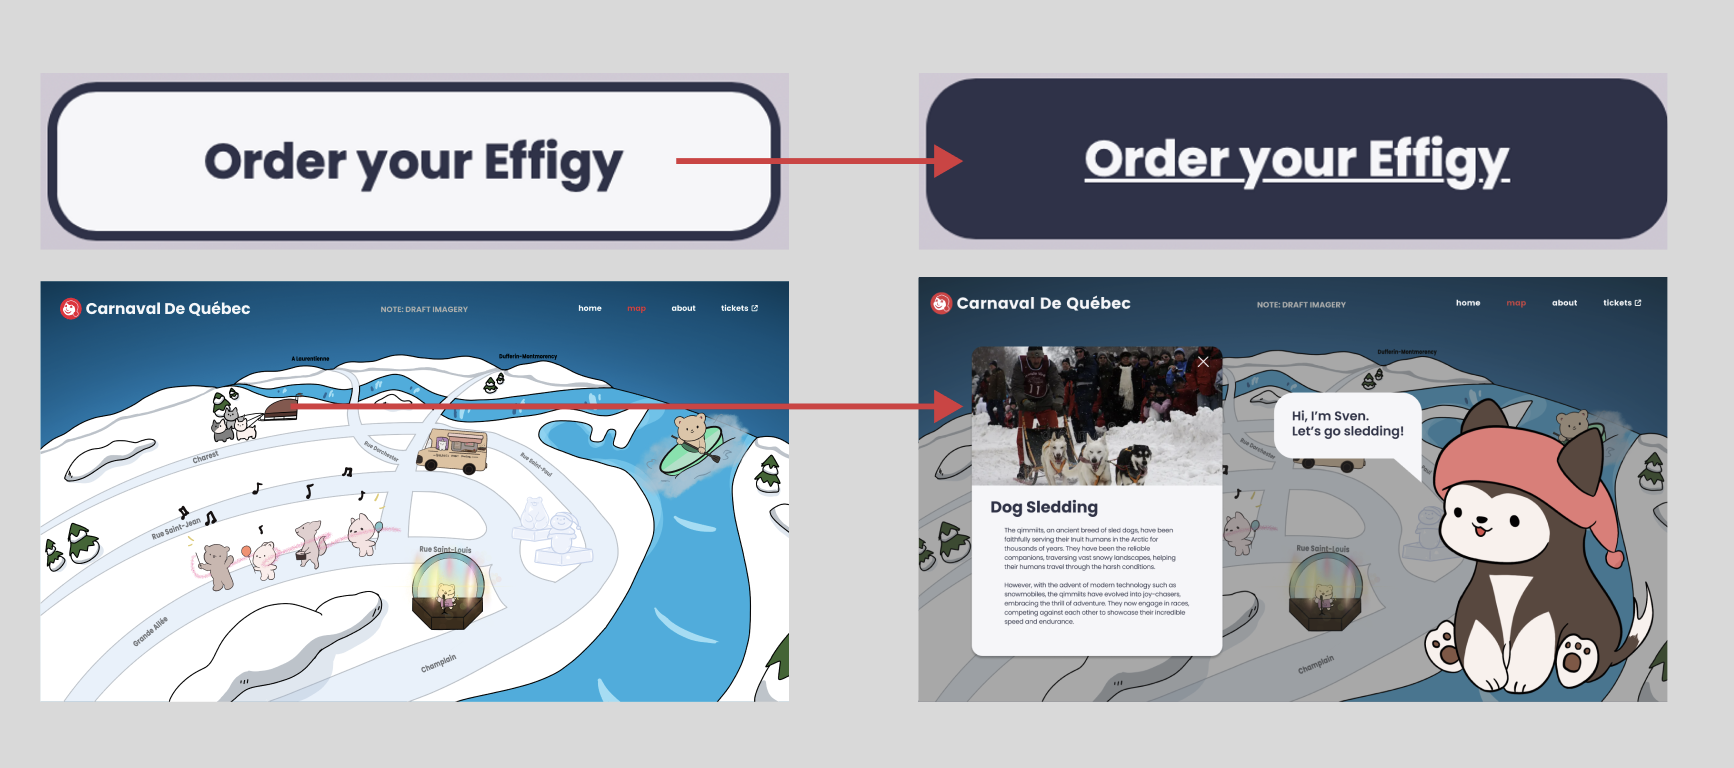 Order your Effigy
Order your Effigy
Carnaval De Québec
NOTE: DRAFT IMAGERY
home
map
about
tickets
A Laurentienne
Dufferin-Montmorency
Charest
Rue Dorchester
Rue Saint-Paul
Rue Saint-Jean
Rue Saint-Louis
Grande Allée
Champlain
Carnaval De Québec
NOTE: DRAFT IMAGERY
home
map
about
tickets
Dufferin-Montmorency
11
Hi, I'm Sven.
Let's go sledding!
Dog Sledding
The qimmiits, an ancient breed of sled dogs, have been
faithfully serving their Inuit humans in the Arctic for
thousands of years. They have been the reliable
companions, traversing vast snowy landscapes, helping
their humans travel through the harsh conditions.
However, with the advent of modern technology such as
snowmobiles, the qimmiits have evolved into joy-chasers,
embracing the thrill of adventure. They now engage in races,
competing against each other to showcase their incredible
speed and endurance.
Rue Saint-Louis
Champlain